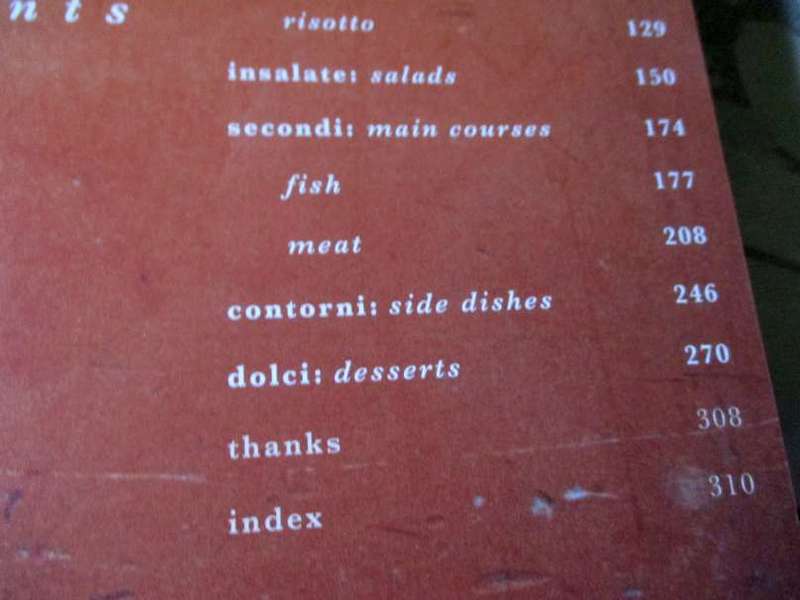 nts
risotto 129
insalate: salads 150
secondi: main courses 174
fish 177
meat 208
contorni: side dishes 246
dolci: desserts 270
thanks 308
index 310